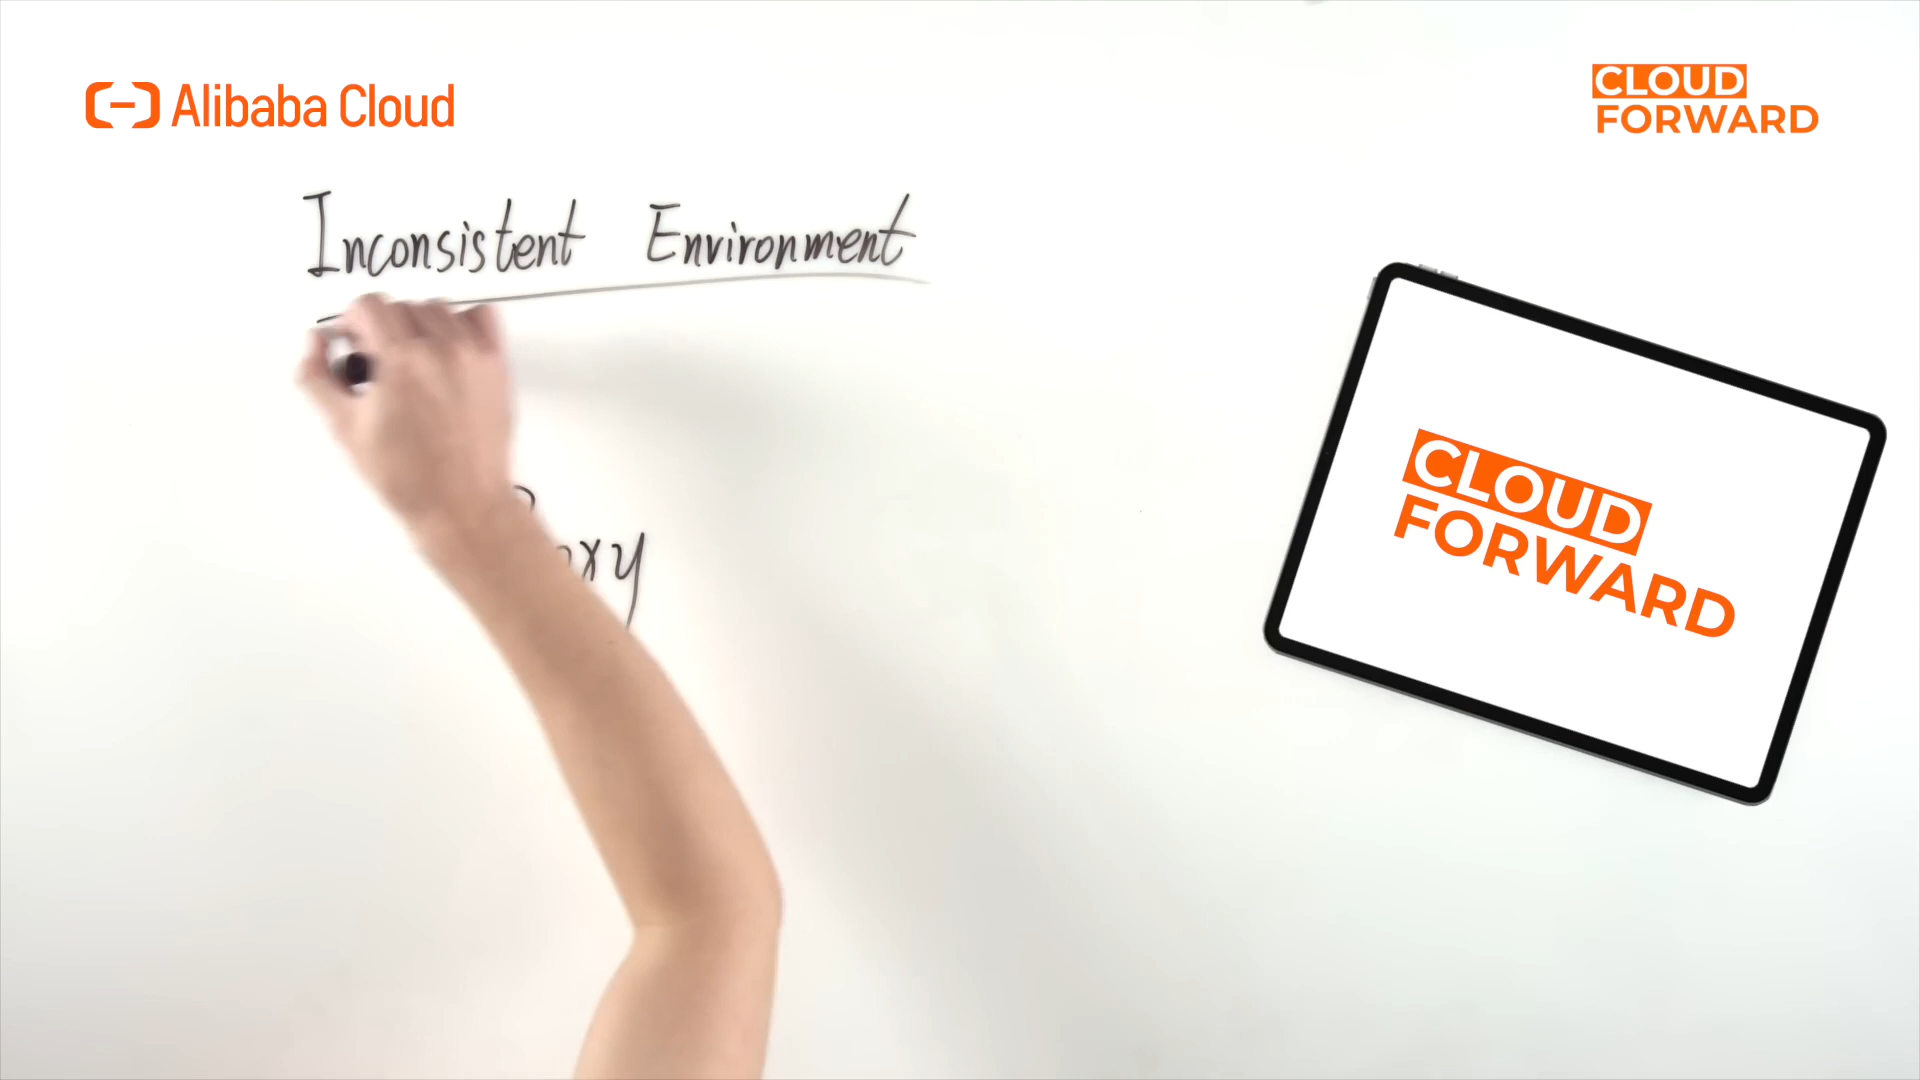 Alibaba Cloud
CLOUD
FORWARD
Inconsistent Environment
CLOUD
FORWARD